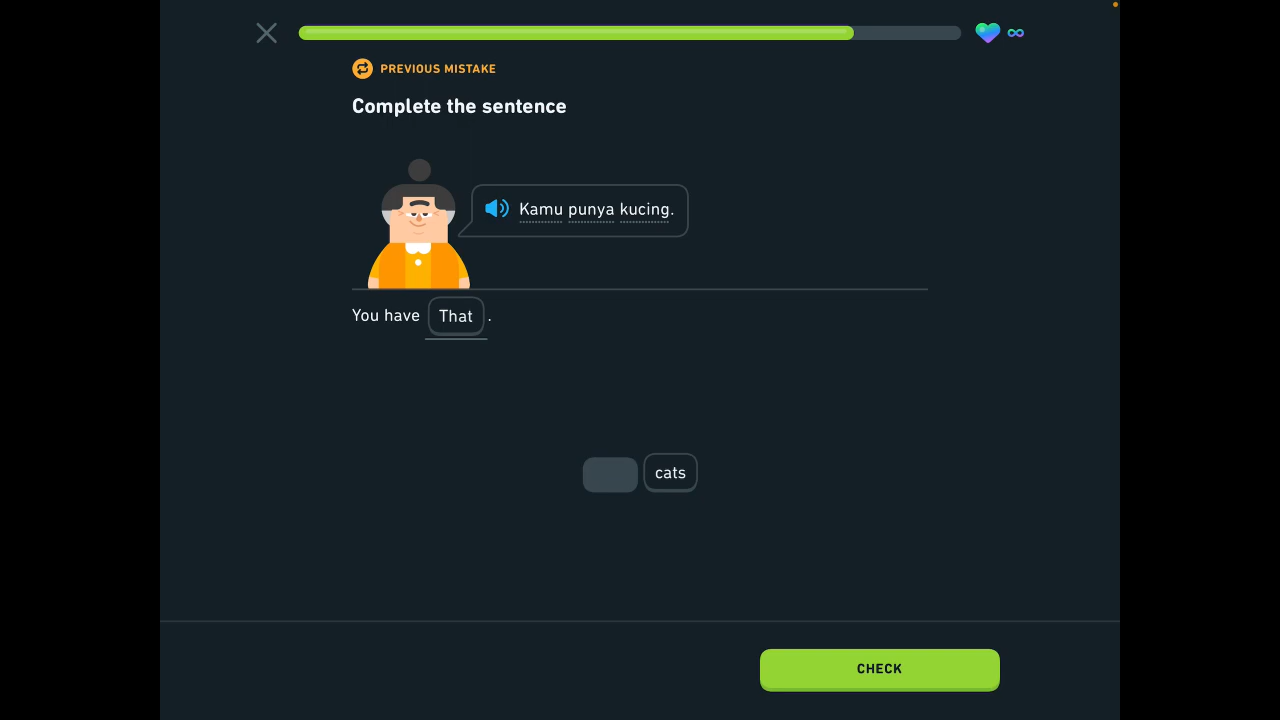 PREVIOUS MISTAKE
Complete the sentence
Kamu punya kucing.
You have That .
cats
CHECK